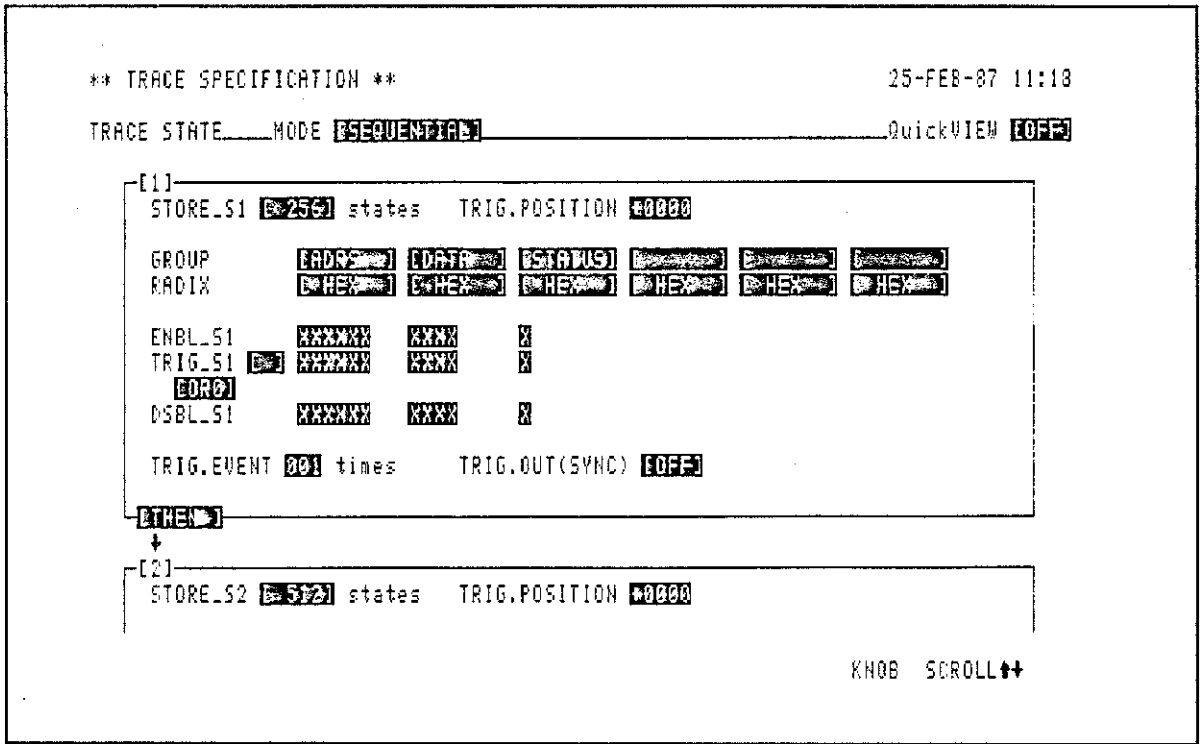 ** TRACE SPECIFICATION ** 25-FEB-87 11:18
TRACE STATE MODE [SEQUENTIAL] QuickVIEW [OFF]
[1]
STORE_S1 [ 256] states TRIG.POSITION +0000
GROUP [ADRS ] [DATA ] [STATUS] [ ] [ ] [ ]
RADIX [ HEX ] [ HEX ] [ HEX ] [ HEX ] [ HEX ] [ HEX ]
ENBL_S1 XXXXXX XXXX X
TRIG_S1 [ ] XXXXXX XXXX X
DSBL_S1 XXXXXX XXXX X
TRIG.EVENT 001 times TRIG.OUT(SYNC) [OFF]
[THEN ]
↓
[2]
STORE_S2 [ 512] states TRIG.POSITION +0000
KNOB SCROLL↑↓